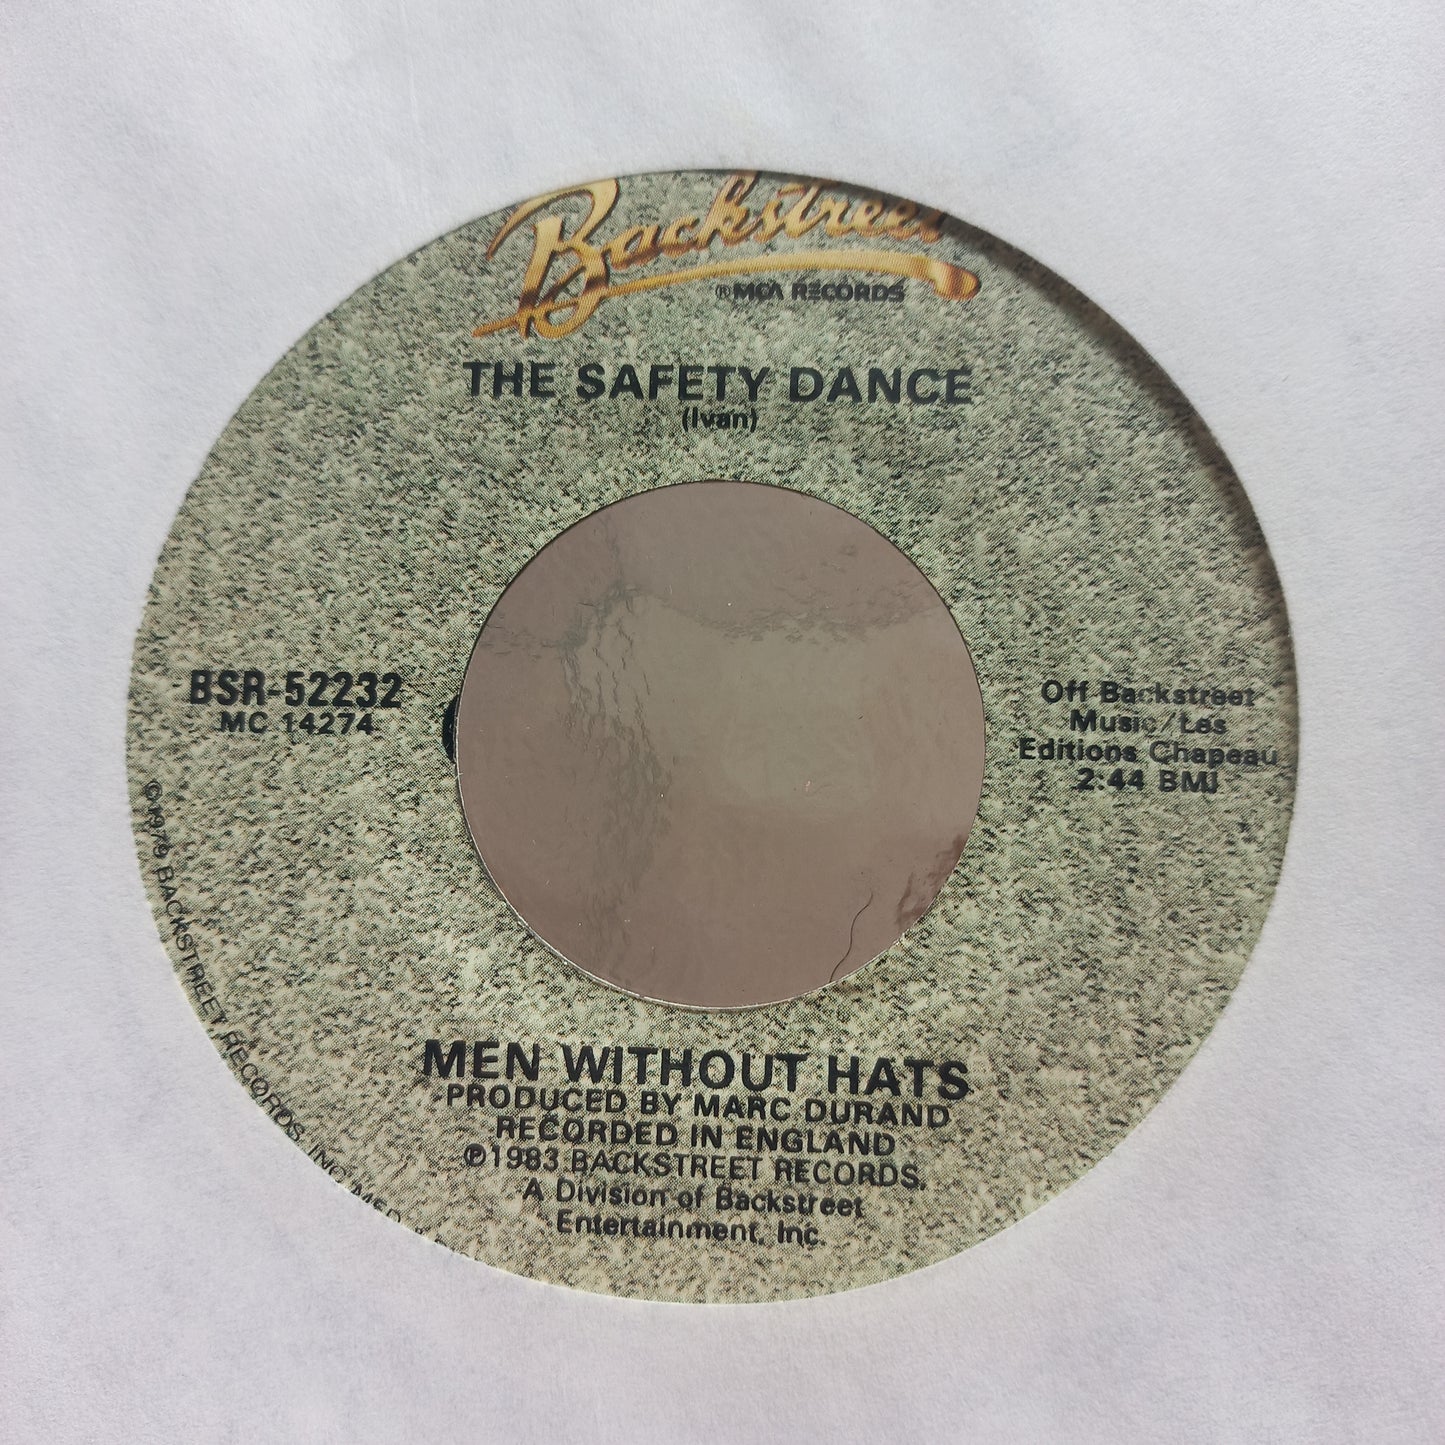 Backstreet
®MCA RECORDS
THE SAFETY DANCE
(Ivan)
BSR-52232
MC 14274
Off Backstreet
Music/Les
Editions Chapeau
2:44 BMI
©1979 BACKSTREET RECORDS, INC. MFD.
MEN WITHOUT HATS
PRODUCED BY MARC DURAND
RECORDED IN ENGLAND
℗1983 BACKSTREET RECORDS,
A Division of Backstreet
Entertainment, Inc.